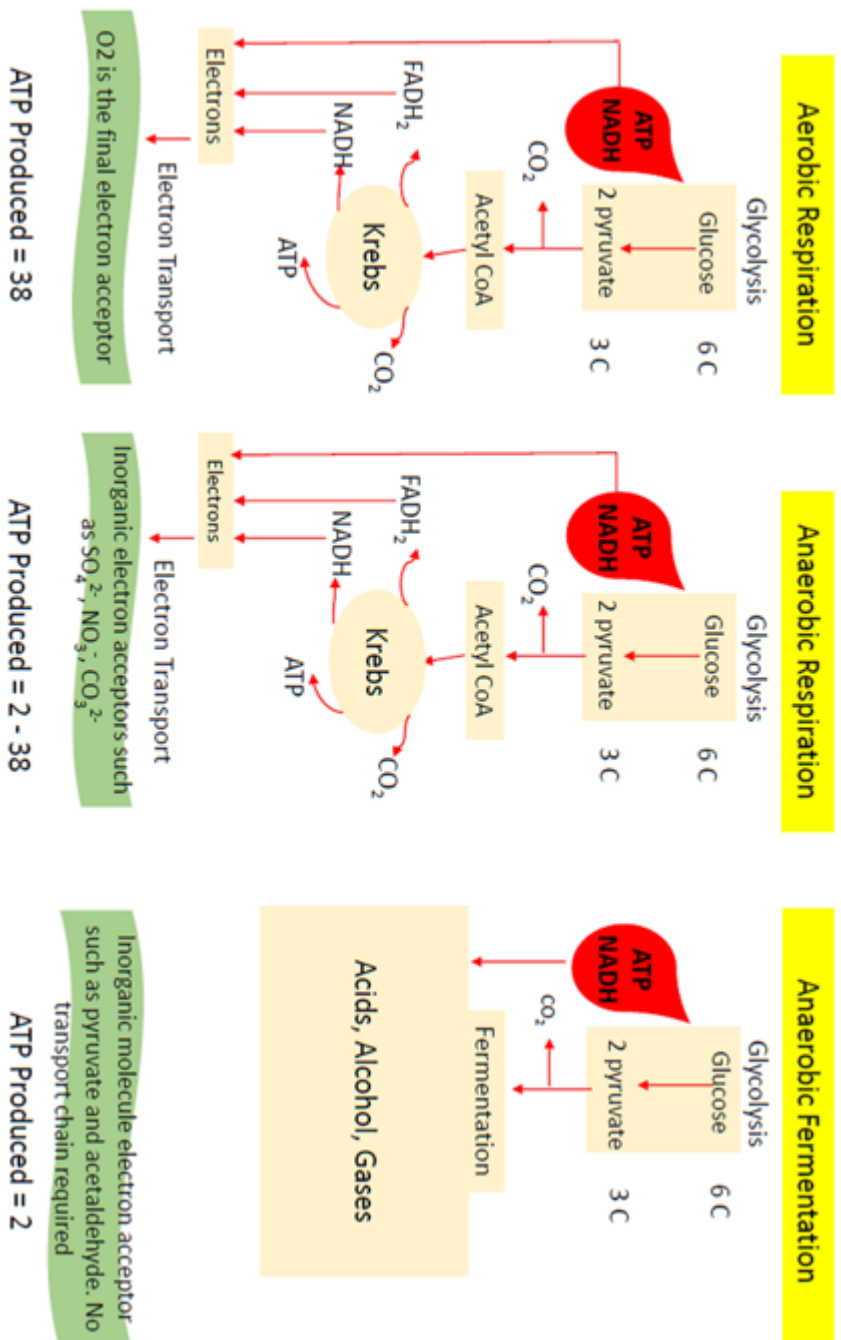 Aerobic Respiration
Glycolysis
Glucose
6 C
ATP
NADH
2 pyruvate
3 C
CO₂
Acetyl CoA
FADH₂
Krebs
CO₂
NADH
ATP
Electrons
Electron Transport
O2 is the final electron acceptor
ATP Produced = 38
Anaerobic Respiration
Glycolysis
Glucose
6 C
ATP
NADH
2 pyruvate
3 C
CO₂
Acetyl CoA
FADH₂
Krebs
CO₂
NADH
ATP
Electrons
Electron Transport
Inorganic electron acceptors such
as SO₄²⁻, NO₃⁻, CO₃²⁻
ATP Produced = 2 - 38
Anaerobic Fermentation
Glycolysis
Glucose
6 C
ATP
NADH
2 pyruvate
3 C
CO₂
Fermentation
Acids, Alcohol, Gases
Inorganic molecule electron acceptor
such as pyruvate and acetaldehyde. No
transport chain required
ATP Produced = 2